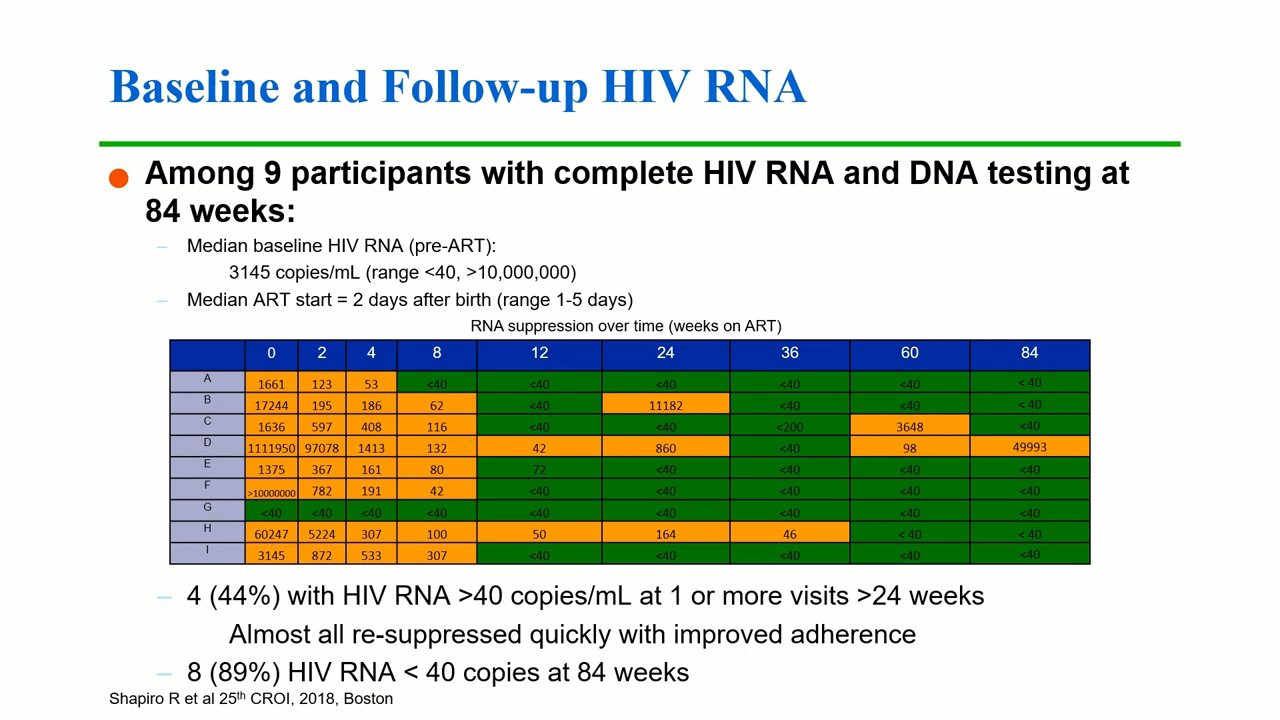 Baseline and Follow-up HIV RNA
Among 9 participants with complete HIV RNA and DNA testing at
84 weeks:
– Median baseline HIV RNA (pre-ART):
3145 copies/mL (range <40, >10,000,000)
– Median ART start = 2 days after birth (range 1-5 days)
RNA suppression over time (weeks on ART)
0 2 4 8 12 24 36 60 84
A 1661 123 53 <40 <40 <40 <40 <40 < 40
B 17244 195 186 62 <40 11182 <40 <40 < 40
C 1636 597 408 116 <40 <40 <200 3648 <40
D 1111950 97078 1413 132 42 860 <40 98 49993
E 1375 367 161 80 72 <40 <40 <40 <40
F >10000000 782 191 42 <40 <40 <40 <40 <40
G <40 <40 <40 <40 <40 <40 <40 <40 <40
H 60247 5224 307 100 50 164 46 < 40 < 40
I 3145 872 533 307 <40 <40 <40 <40 <40
– 4 (44%) with HIV RNA >40 copies/mL at 1 or more visits >24 weeks
Almost all re-suppressed quickly with improved adherence
– 8 (89%) HIV RNA < 40 copies at 84 weeks
Shapiro R et al 25th CROI, 2018, Boston